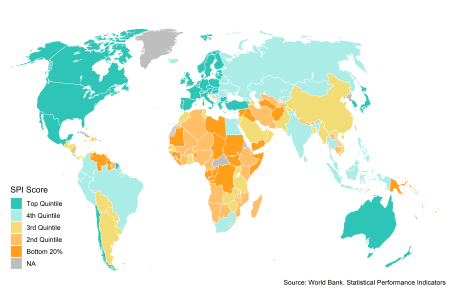 SPI Score
Top Quintile
4th Quintile
3rd Quintile
2nd Quintile
Bottom 20%
NA
Source: World Bank. Statistical Performance Indicators